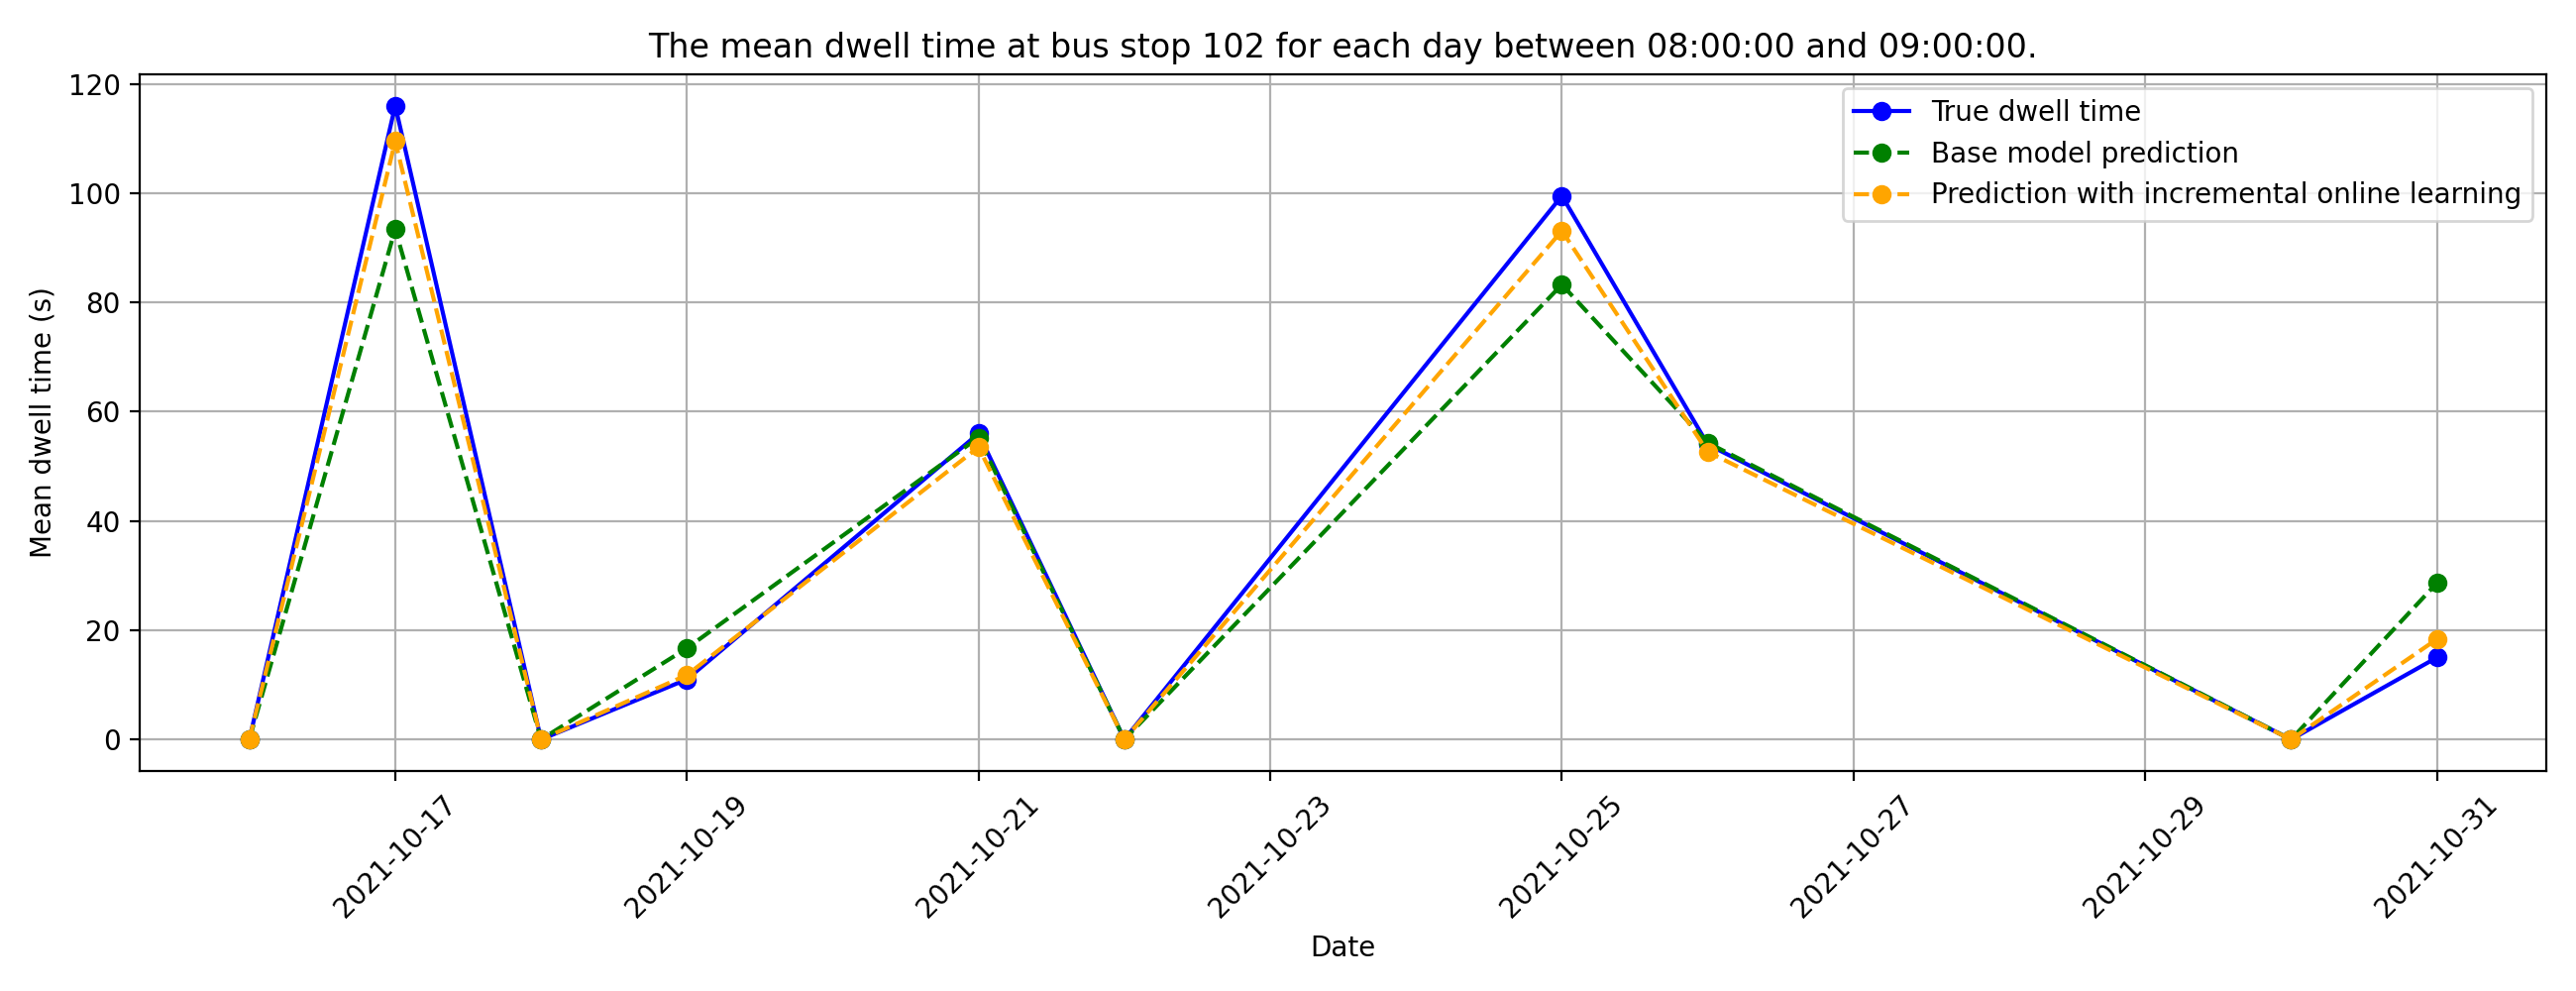 The mean dwell time at bus stop 102 for each day between 08:00:00 and 09:00:00.
True dwell time
Base model prediction
Prediction with incremental online learning
Mean dwell time (s)
120
100
80
60
40
20
0
2021-10-17
2021-10-19
2021-10-21
2021-10-23
2021-10-25
2021-10-27
2021-10-29
2021-10-31
Date